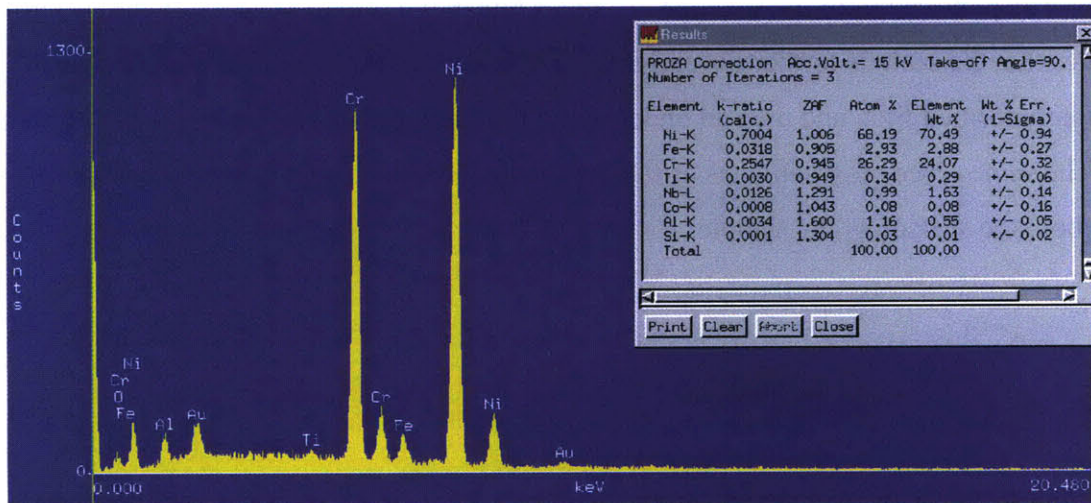 1300.
Counts
0.
0.000
keV
20.480
Ni
Cr
O
Fe
Al
Au
Ti
Cr
Cr
Fe
Ni
Ni
Au
Results
PROZA Correction Acc.Volt.= 15 kV Take-off Angle=90.
Number of Iterations = 3
Element k-ratio ZAF Atom % Element Wt % Err.
(calc.) Wt % (1-Sigma)
Ni-K 0.7004 1.006 68.19 70.49 +/- 0.94
Fe-K 0.0318 0.905 2.93 2.88 +/- 0.27
Cr-K 0.2547 0.945 26.29 24.07 +/- 0.32
Ti-K 0.0030 0.949 0.34 0.29 +/- 0.06
Nb-L 0.0126 1.291 0.99 1.63 +/- 0.14
Co-K 0.0008 1.043 0.08 0.08 +/- 0.16
Al-K 0.0034 1.600 1.16 0.55 +/- 0.05
Si-K 0.0001 1.304 0.03 0.01 +/- 0.02
Total 100.00 100.00
Print Clear Abort Close